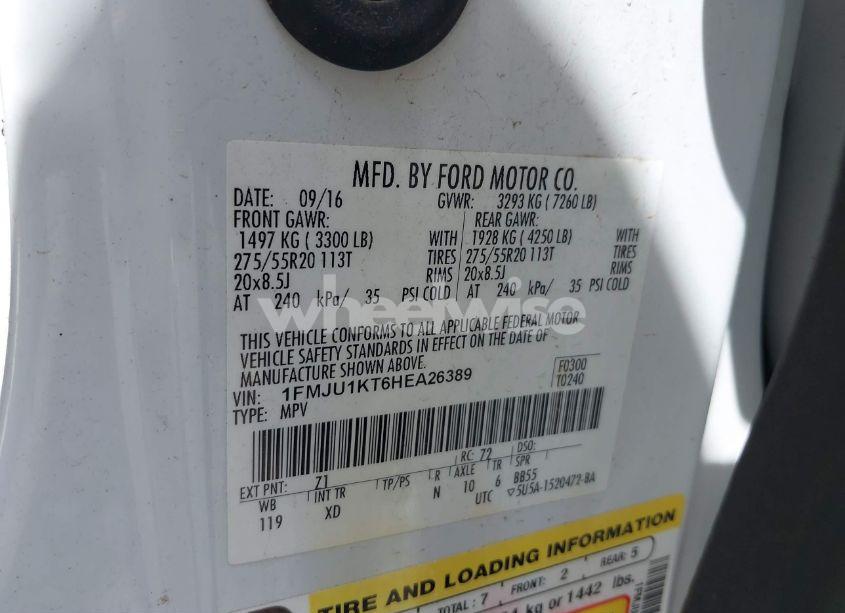 MFD. BY FORD MOTOR CO.
DATE: 09/16 GVWR: 3293 KG ( 7260 LB)
FRONT GAWR: REAR GAWR:
1497 KG ( 3300 LB) WITH 1928 KG ( 4250 LB) WITH
275/55R20 113T TIRES 275/55R20 113T TIRES
20x8.5J RIMS 20x8.5J RIMS
AT 240 kPa/ 35 PSI COLD AT 240 kPa/ 35 PSI COLD
wheelwise
THIS VEHICLE CONFORMS TO ALL APPLICABLE FEDERAL MOTOR
VEHICLE SAFETY STANDARDS IN EFFECT ON THE DATE OF
MANUFACTURE SHOWN ABOVE.
VIN: 1FMJU1KT6HEA26389 F0300
TYPE: MPV T0240
RC: 72 DSO:
EXT PNT: Z1 TP/PS R AXLE TR SPR
WB INT TR N 10 6 BB55
119 XD UTC ▽5U5A-1520472-BA
TIRE AND LOADING INFORMATION
TOTAL: 7 FRONT: 2 REAR: 5
kg or 1442 lbs.